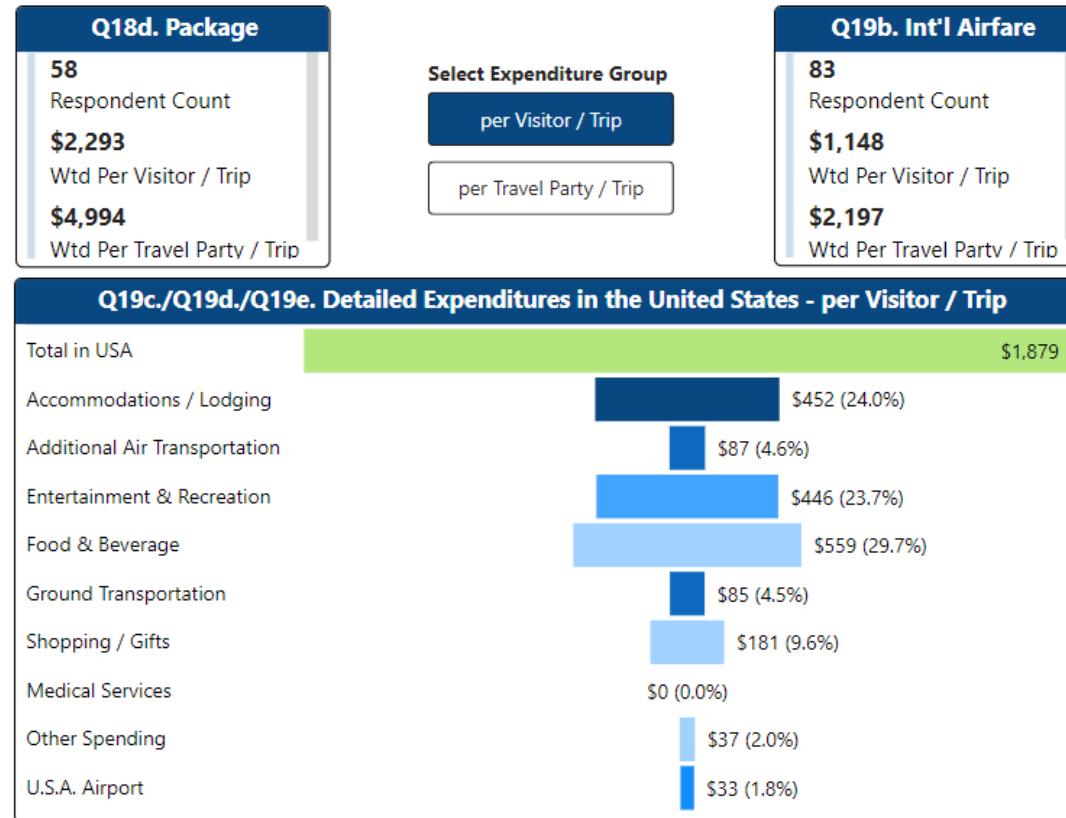 Q18d. Package
58
Respondent Count
$2,293
Wtd Per Visitor / Trip
$4,994
Wtd Per Travel Party / Trip
Select Expenditure Group
per Visitor / Trip
per Travel Party / Trip
Q19b. Int'l Airfare
83
Respondent Count
$1,148
Wtd Per Visitor / Trip
$2,197
Wtd Per Travel Party / Trip
Q19c./Q19d./Q19e. Detailed Expenditures in the United States - per Visitor / Trip
Total in USA $1,879
Accommodations / Lodging $452 (24.0%)
Additional Air Transportation $87 (4.6%)
Entertainment & Recreation $446 (23.7%)
Food & Beverage $559 (29.7%)
Ground Transportation $85 (4.5%)
Shopping / Gifts $181 (9.6%)
Medical Services $0 (0.0%)
Other Spending $37 (2.0%)
U.S.A. Airport $33 (1.8%)